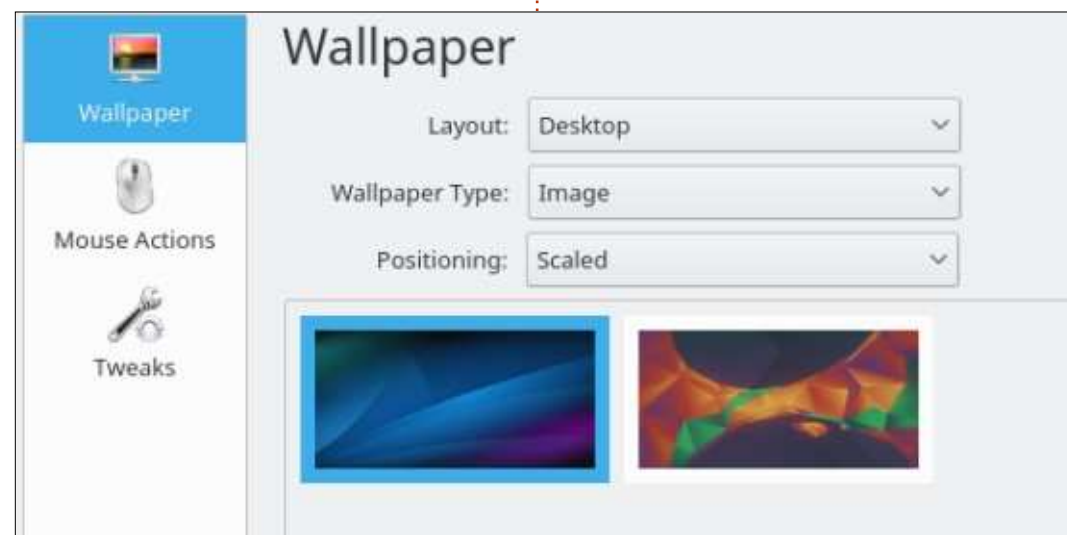 Wallpaper
Mouse Actions
Tweaks
Wallpaper
Layout: Desktop
Wallpaper Type: Image
Positioning: Scaled